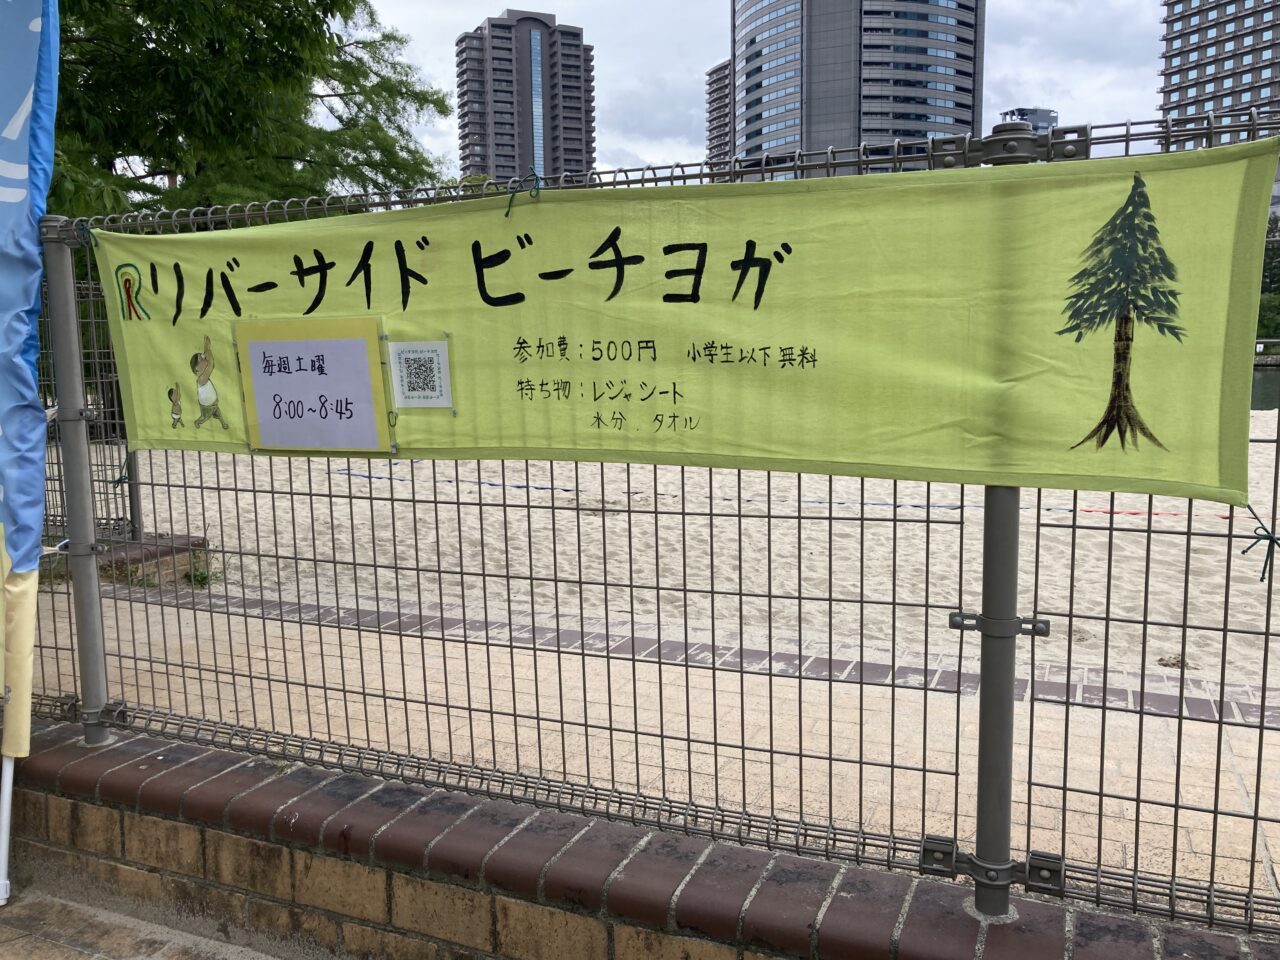 R リバーサイド ビーチヨガ
毎週土曜
8:00~8:45
参加費:500円 小学生以下無料
持ち物:レジャーシート
水分、タオル